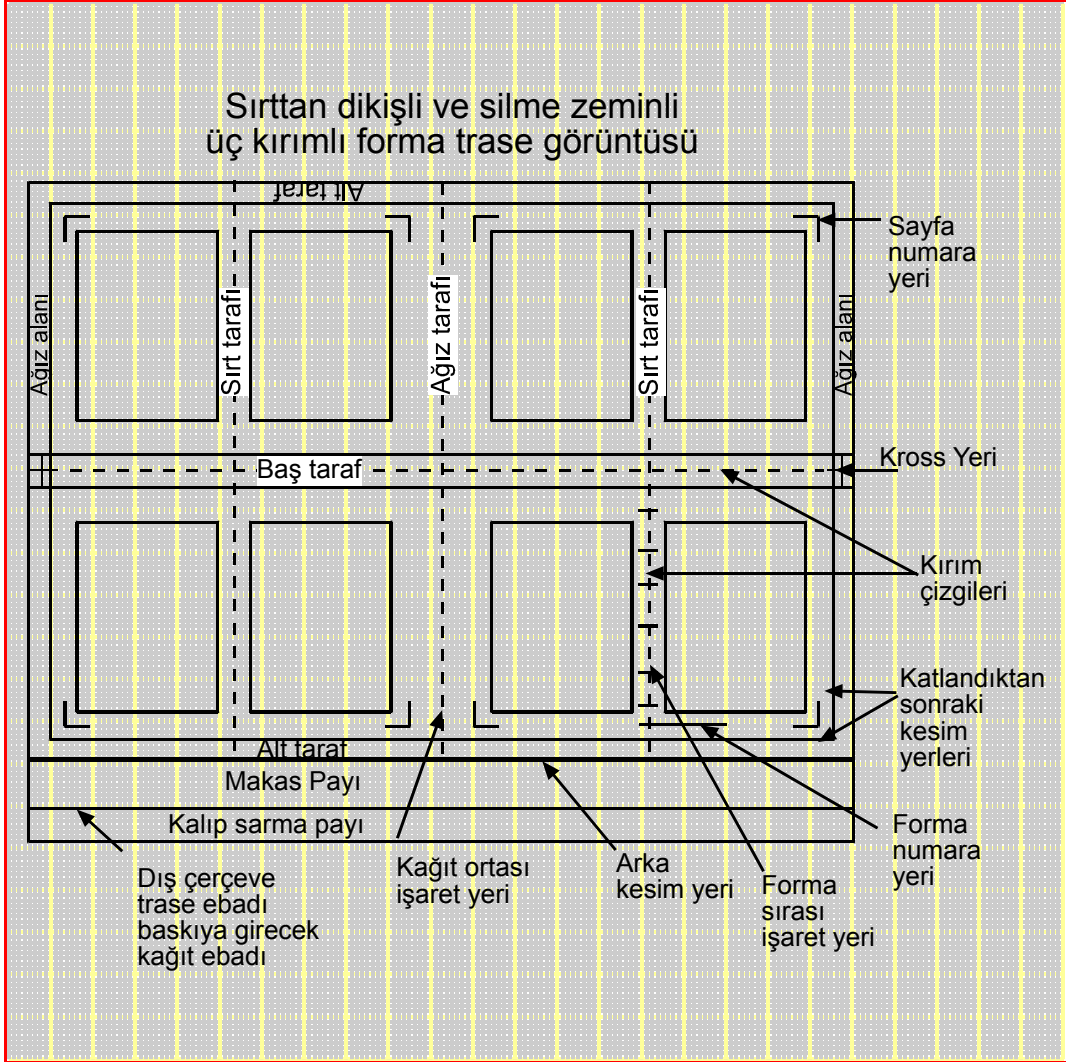 Sırttan dikişli ve silme zeminli
üç kırımlı forma trase görüntüsü
Alt taraf
Sayfa
numara
yeri
Ağız alanı
Sırt tarafı
Ağız tarafı
Sırt tarafı
Ağız alanı
Baş taraf
Kross Yeri
Kırım
çizgileri
Katlandıktan
sonraki
kesim
yerleri
Alt taraf
Makas Payı
Kalıp sarma payı
Forma
numara
yeri
Dış çerçeve
trase ebadı
baskıya girecek
kağıt ebadı
Kağıt ortası
işaret yeri
Arka
kesim yeri
Forma
sırası
işaret yeri